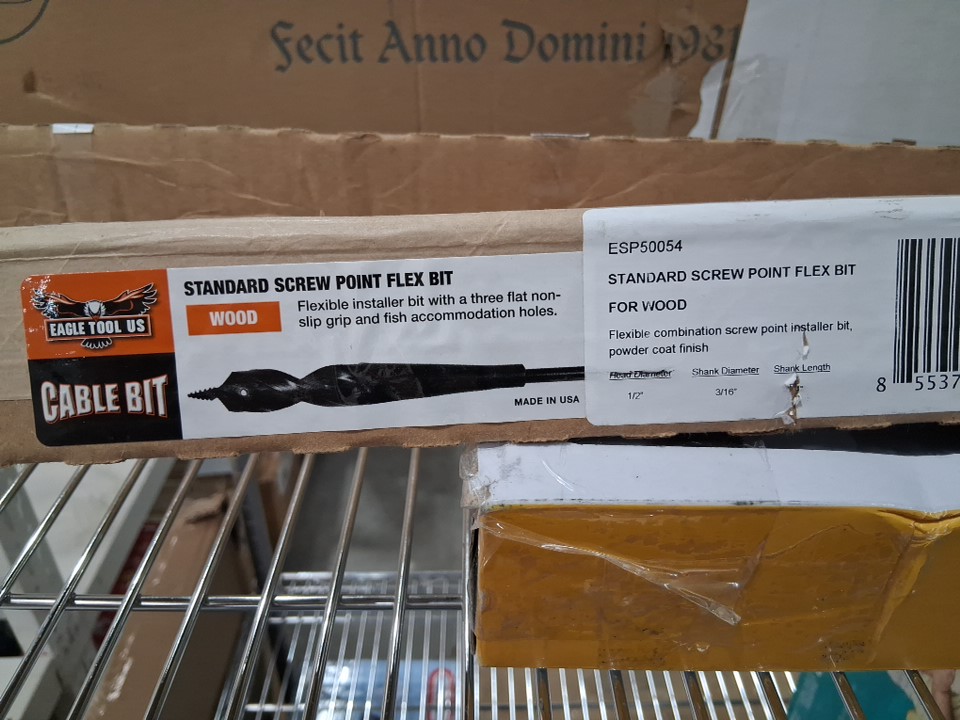 Fecit Anno Domini 1981
EAGLE TOOL US
CABLE BIT
STANDARD SCREW POINT FLEX BIT
WOOD
Flexible installer bit with a three flat non-
slip grip and fish accommodation holes.
MADE IN USA
ESP50054
STANDARD SCREW POINT FLEX BIT
FOR WOOD
Flexible combination screw point installer bit,
powder coat finish
Head Diameter Shank Diameter Shank Length
1/2" 3/16"
8 5537